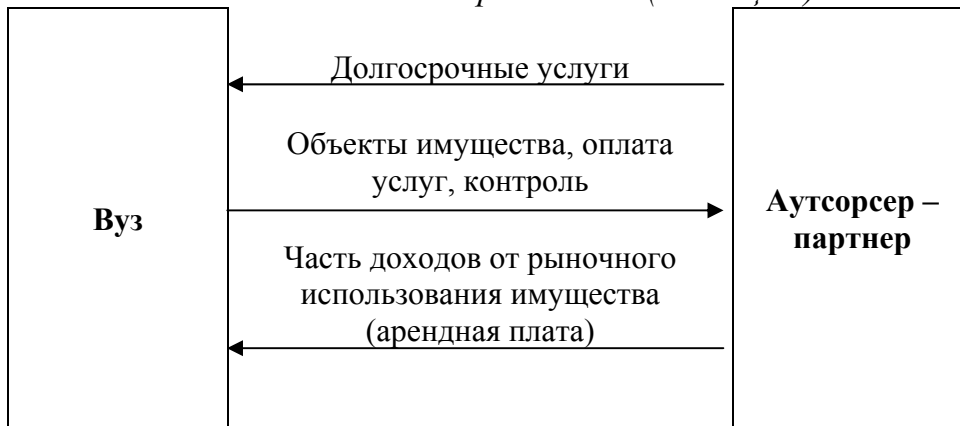 Долгосрочные услуги
Объекты имущества, оплата
услуг, контроль
Вуз
Аутсорсер –
партнер
Часть доходов от рыночного
использования имущества
(арендная плата)